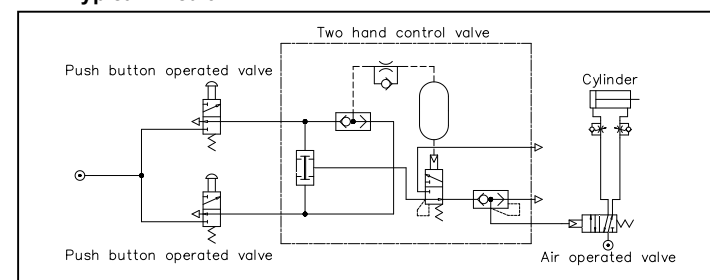 Two hand control valve
Push button operated valve
Cylinder
Push button operated valve
Air operated valve